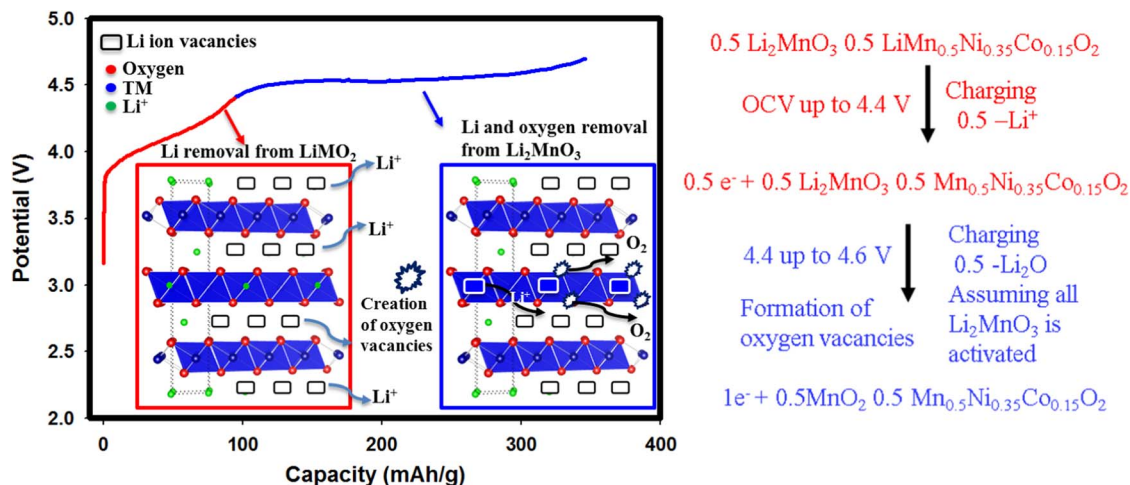 5.0
4.5
4.0
3.5
3.0
2.5
2.0
Potential (V)
Li ion vacancies
Oxygen
TM
Li⁺
Li removal from LiMO₂
Li⁺
Li⁺
Li⁺
Li⁺
Creation
of oxygen
vacancies
Li and oxygen removal
from Li₂MnO₃
O₂
Li⁺
O₂
0
100
200
300
400
Capacity (mAh/g)
0.5 Li₂MnO₃ 0.5 LiMn₀.₅Ni₀.₃₅Co₀.₁₅O₂
OCV up to 4.4 V
Charging
0.5 –Li⁺
0.5 e⁻ + 0.5 Li₂MnO₃ 0.5 Mn₀.₅Ni₀.₃₅Co₀.₁₅O₂
4.4 up to 4.6 V
Formation of
oxygen vacancies
Charging
0.5 -Li₂O
Assuming all
Li₂MnO₃ is
activated
1e⁻ + 0.5MnO₂ 0.5 Mn₀.₅Ni₀.₃₅Co₀.₁₅O₂